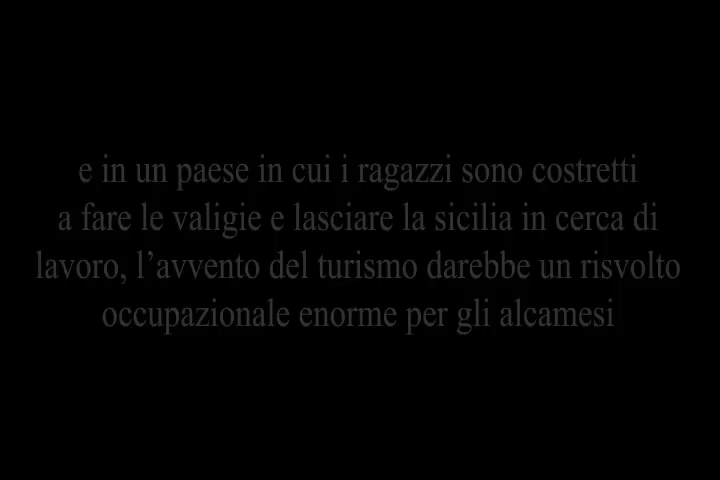 e in un paese in cui i ragazzi sono costretti
a fare le valigie e lasciare la sicilia in cerca di
lavoro, l’avvento del turismo darebbe un risvolto
occupazionale enorme per gli alcamesi